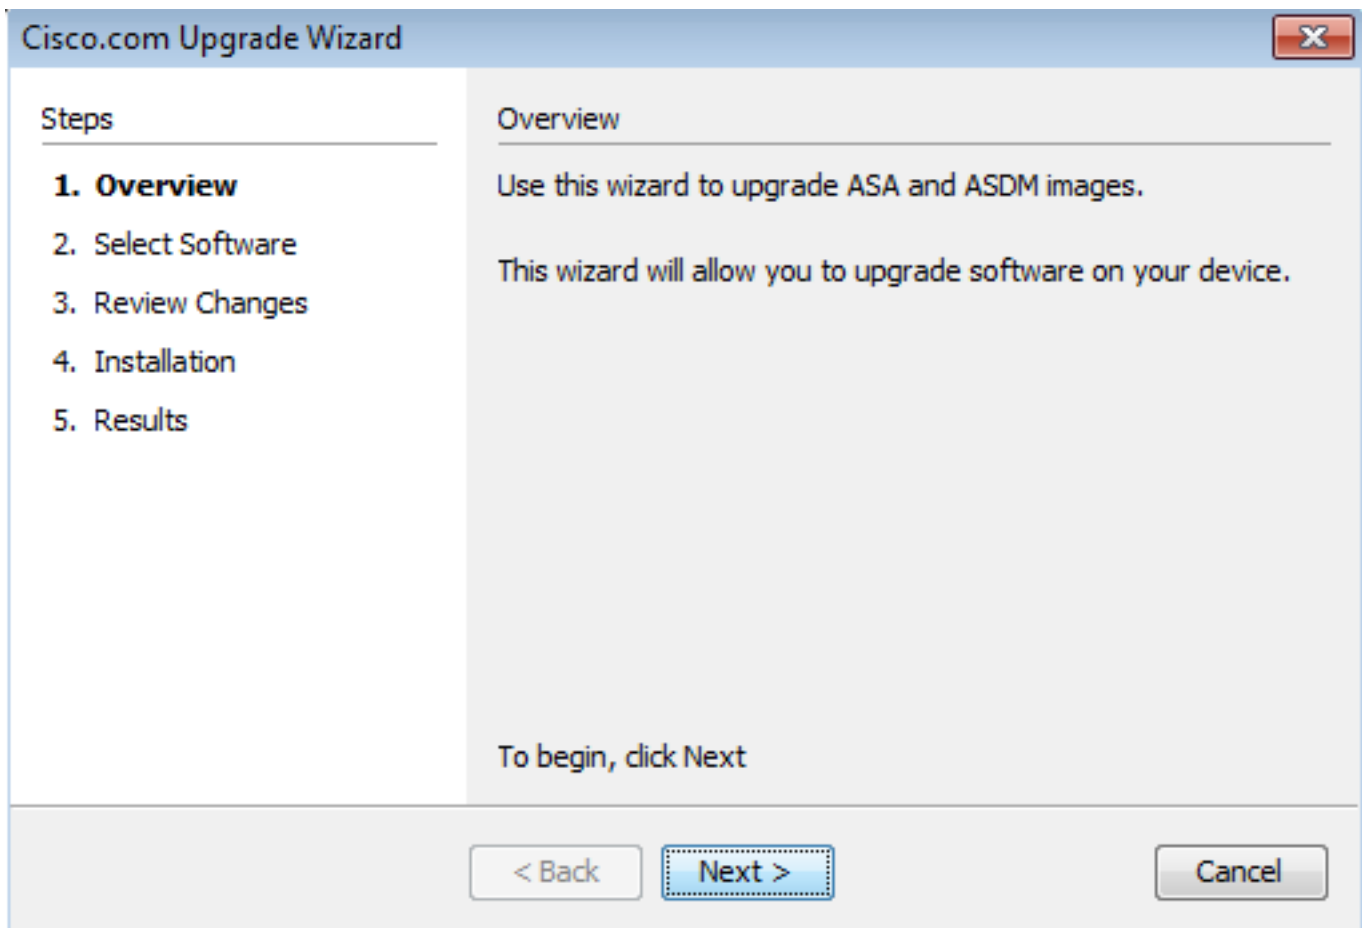 Cisco.com Upgrade Wizard
Steps
1. Overview
2. Select Software
3. Review Changes
4. Installation
5. Results
Overview
Use this wizard to upgrade ASA and ASDM images.
This wizard will allow you to upgrade software on your device.
To begin, click Next
< Back
Next >
Cancel